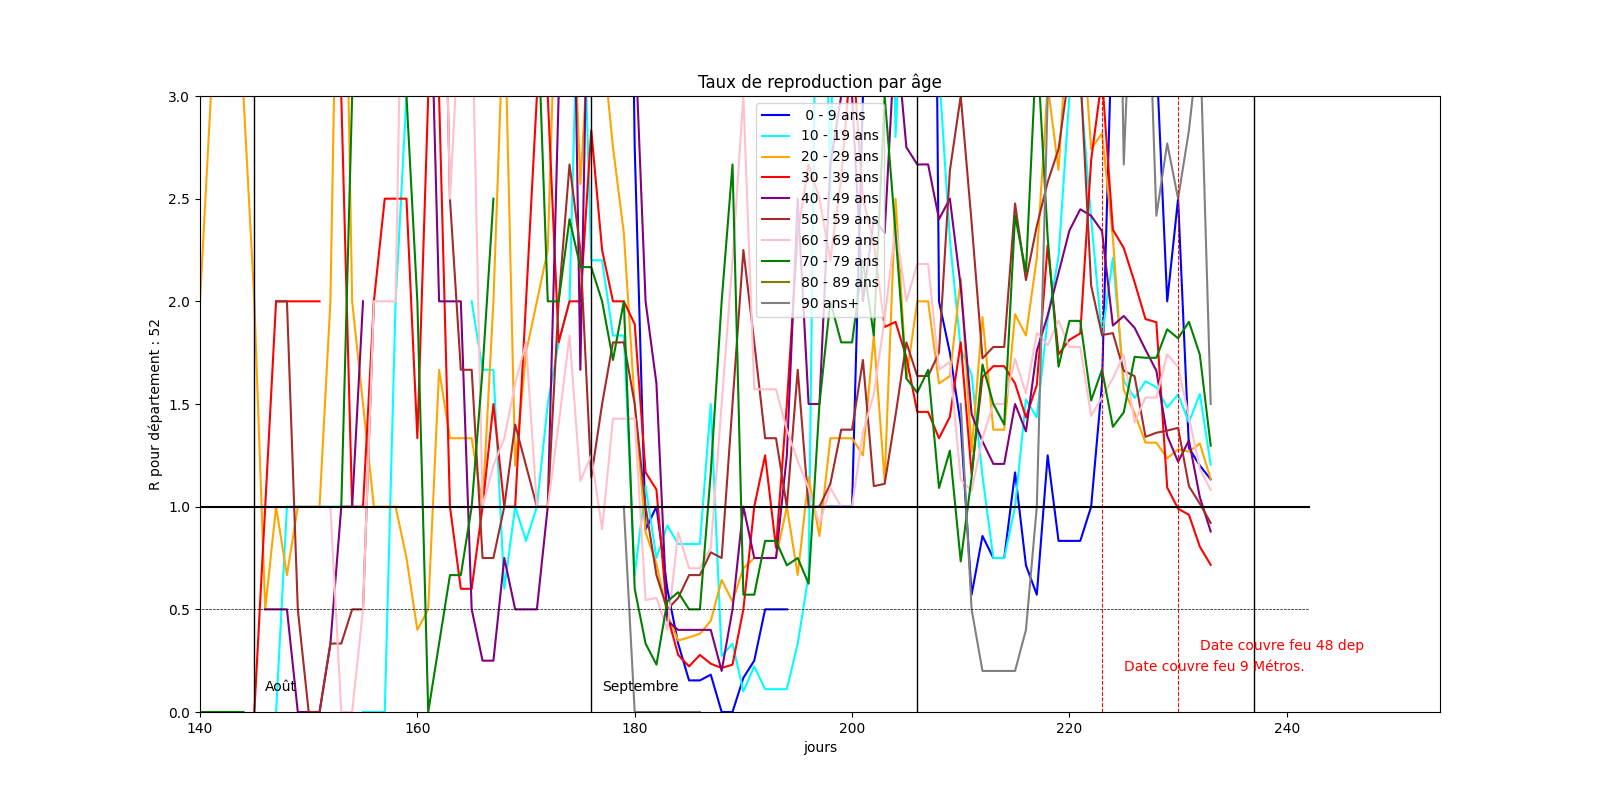 Taux de reproduction par âge
3.0
2.5
2.0
1.5
1.0
0.5
0.0
R pour département : 52
0 - 9 ans
10 - 19 ans
20 - 29 ans
30 - 39 ans
40 - 49 ans
50 - 59 ans
60 - 69 ans
70 - 79 ans
80 - 89 ans
90 ans+
Date couvre feu 48 dep
Date couvre feu 9 Métros.
Août
Septembre
140
160
180
200
220
240
jours